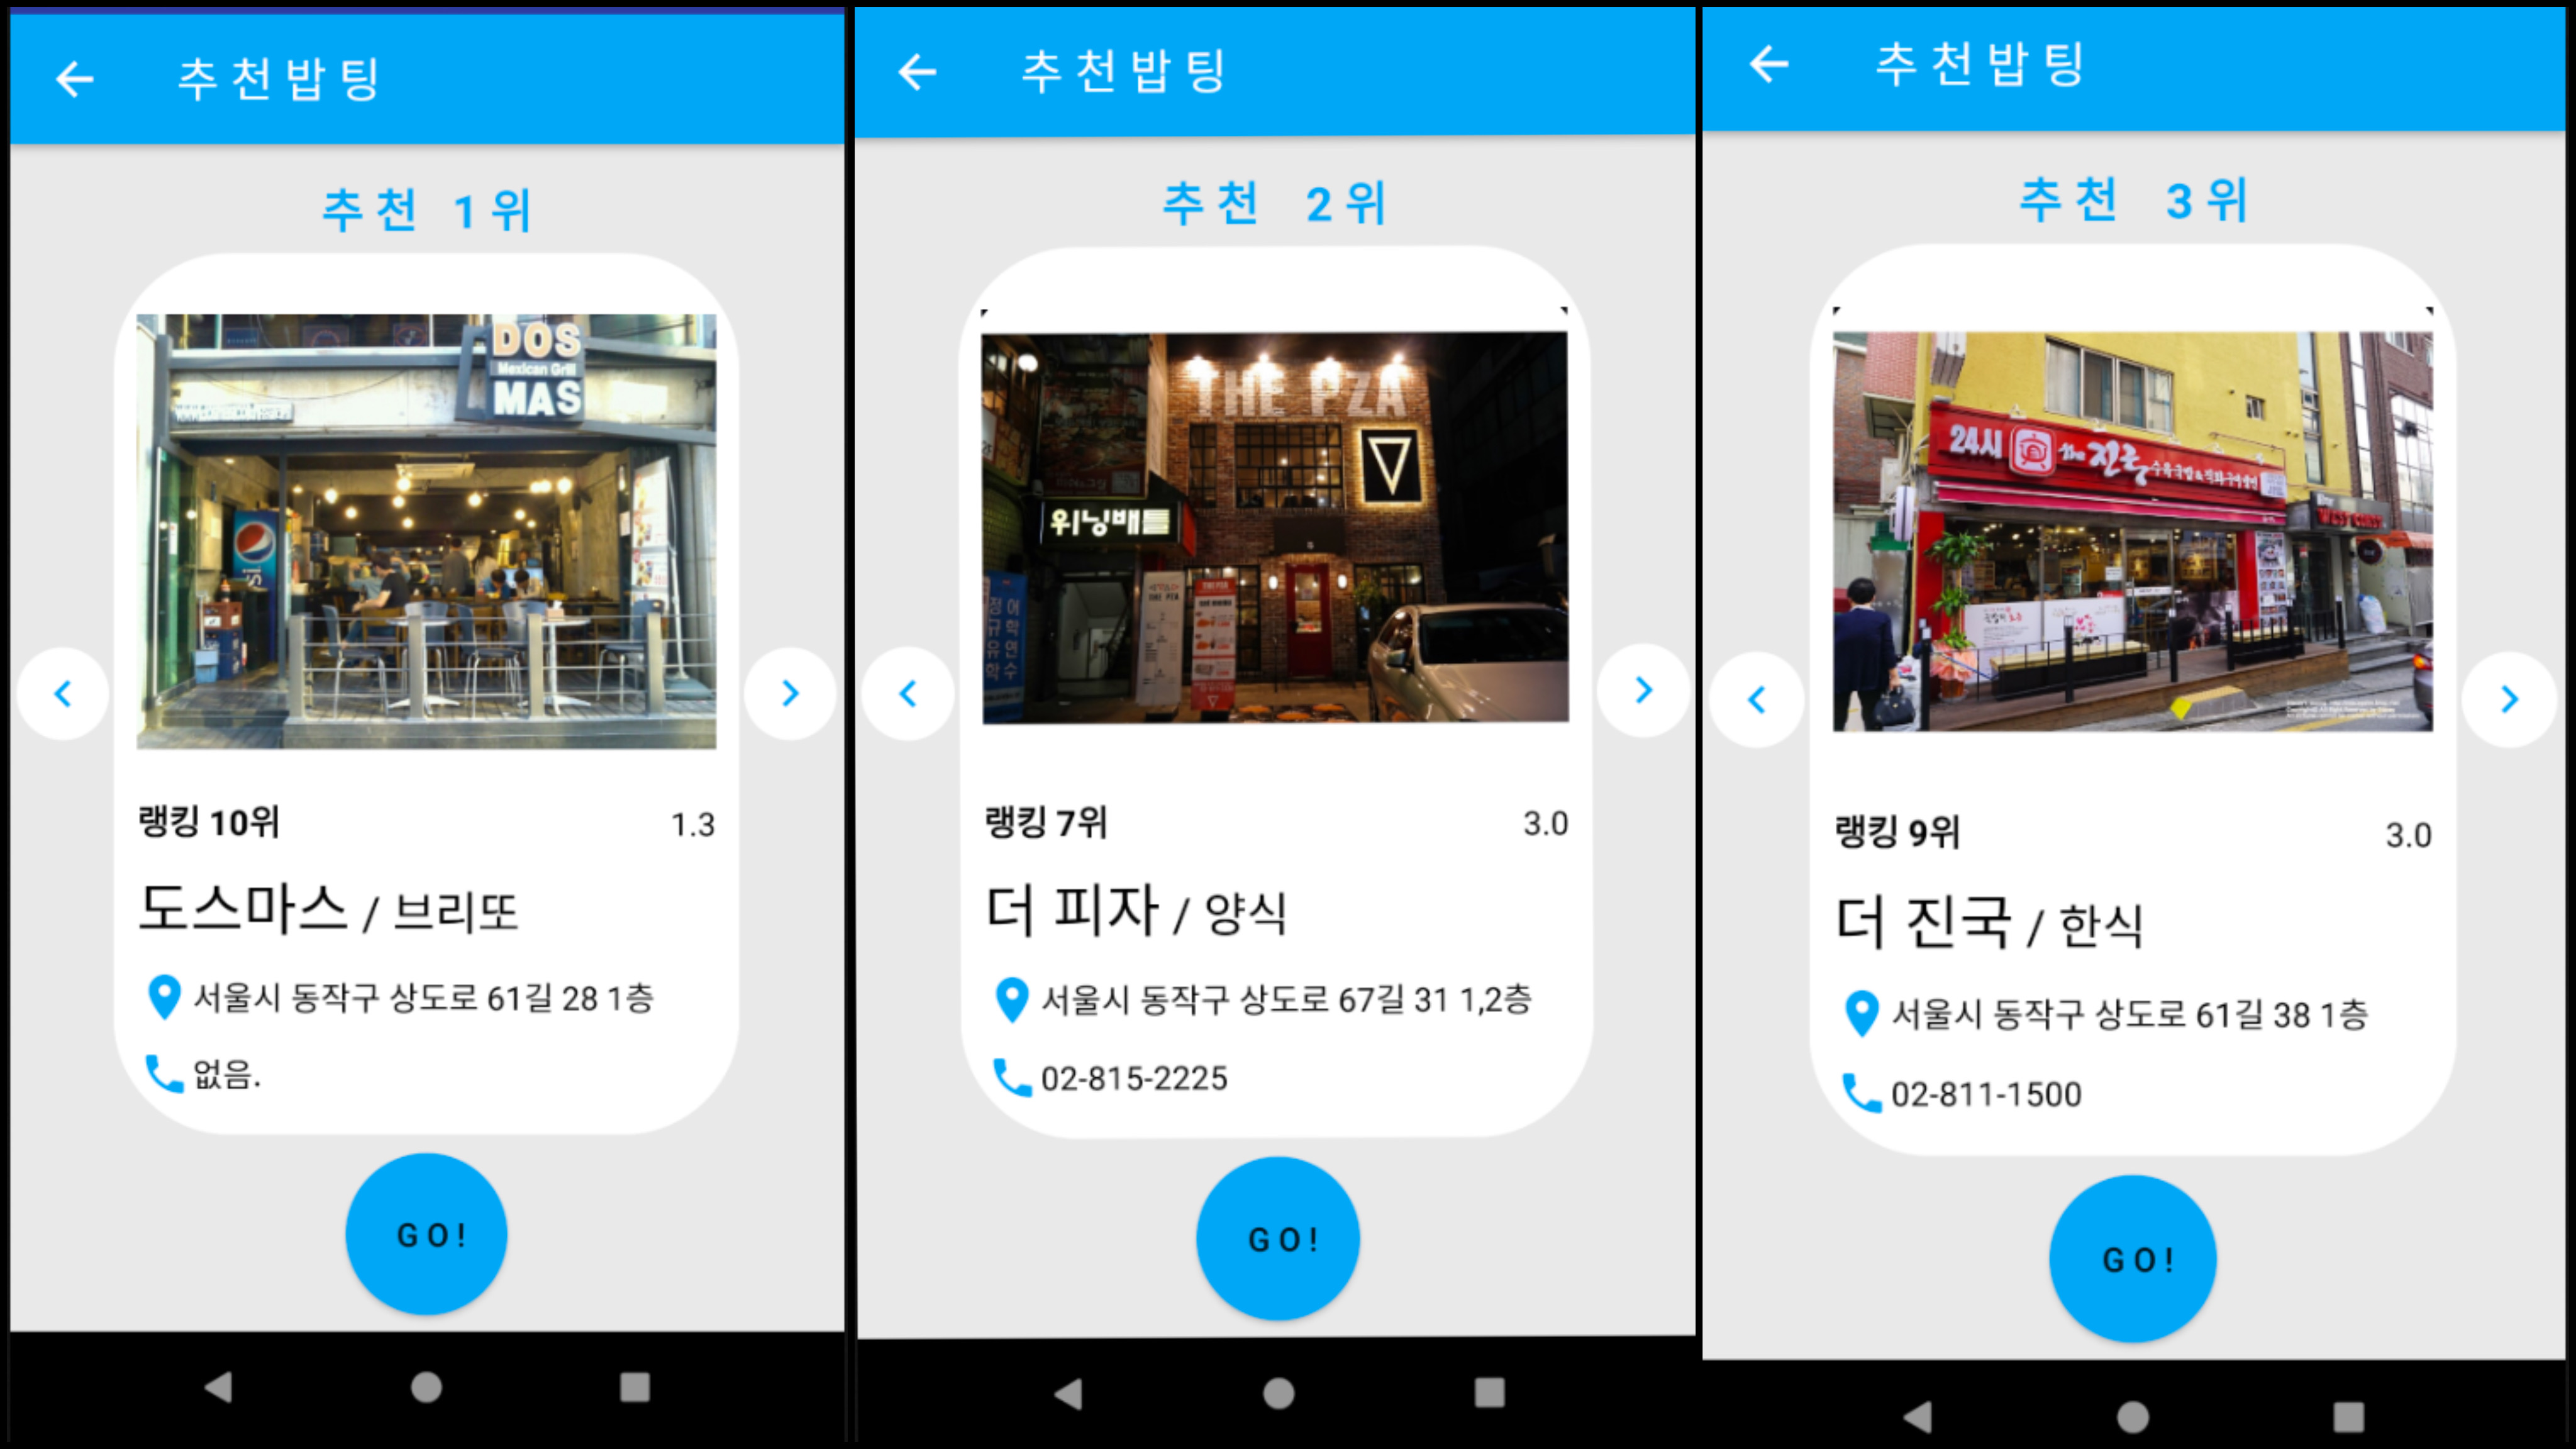 추천밥팅
추천 1위
DOS
Mexican Grill
MAS
랭킹 10위
1.3
도스마스 / 브리또
서울시 동작구 상도로 61길 28 1층
없음.
GO!
추천밥팅
추천 2위
THE PZA
위닝배틀
랭킹 7위
3.0
더 피자 / 양식
서울시 동작구 상도로 67길 31 1,2층
02-815-2225
GO!
추천밥팅
추천 3위
24시
진국
WEST COAST
랭킹 9위
3.0
더 진국 / 한식
서울시 동작구 상도로 61길 38 1층
02-811-1500
GO!